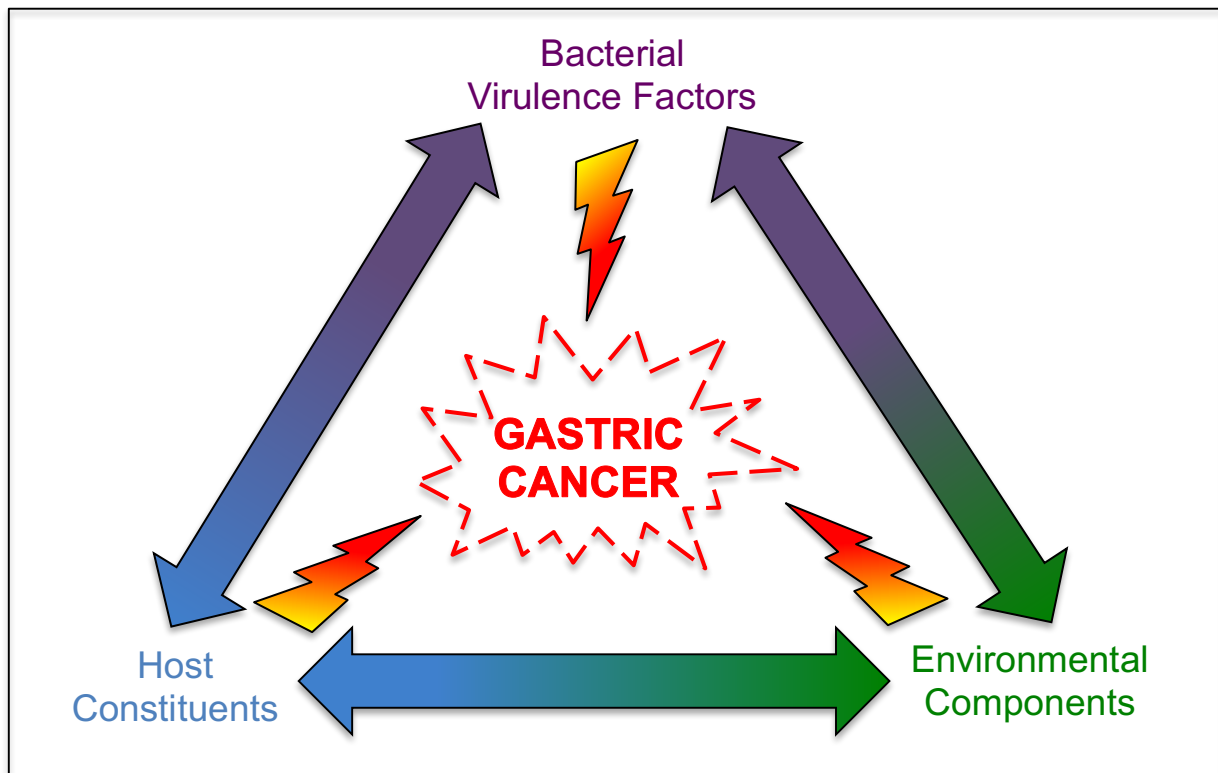 Bacterial
Virulence Factors
GASTRIC
CANCER
Host
Constituents
Environmental
Components